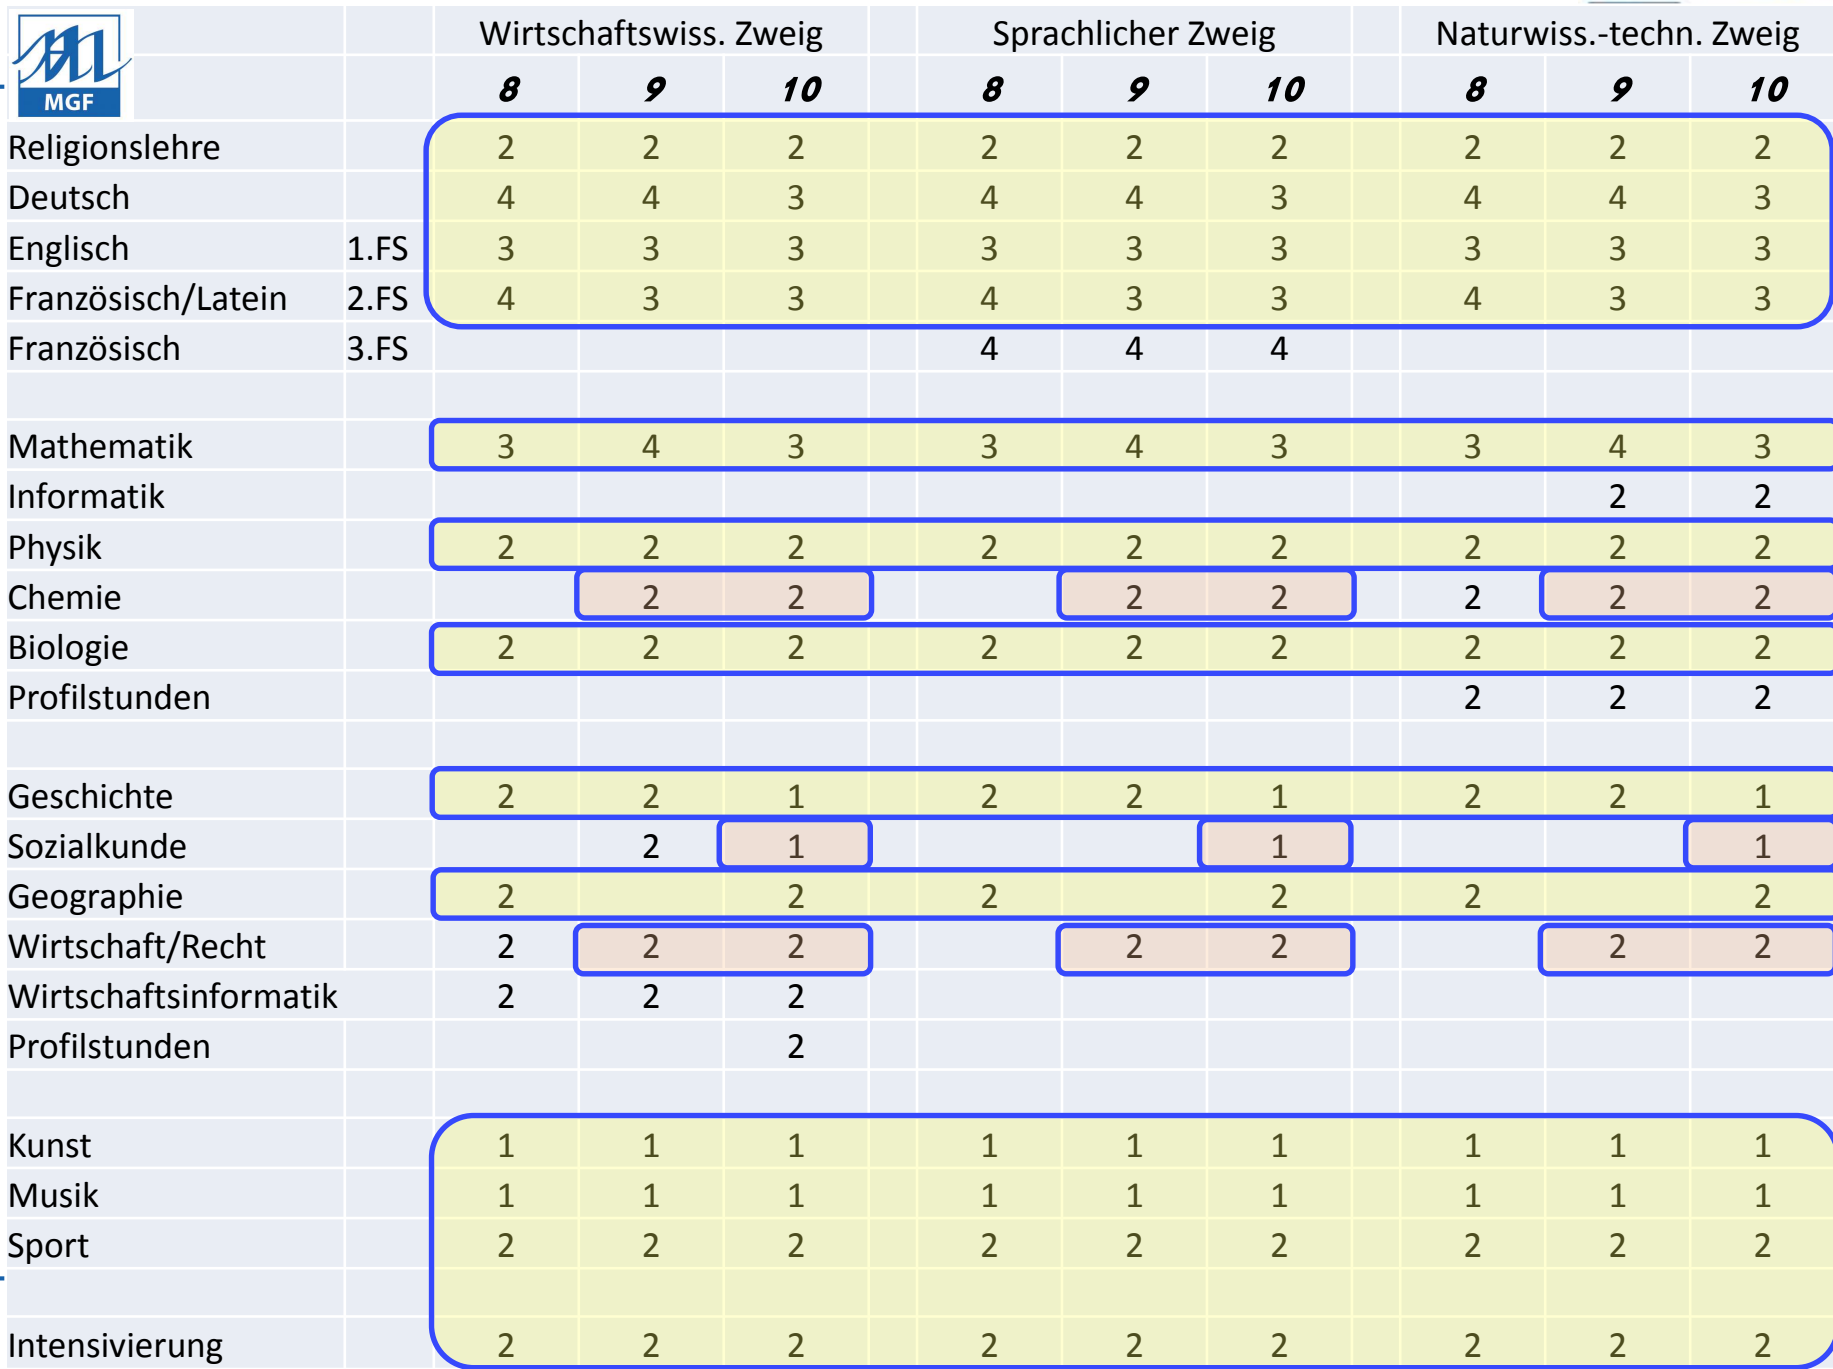 MGF
Wirtschaftswiss. Zweig Sprachlicher Zweig Naturwiss.-techn. Zweig
8 9 10 8 9 10 8 9 10
Religionslehre 2 2 2 2 2 2 2 2 2
Deutsch 4 4 3 4 4 3 4 4 3
Englisch 1.FS 3 3 3 3 3 3 3 3 3
Französisch/Latein 2.FS 4 3 3 4 3 3 4 3 3
Französisch 3.FS 4 4 4
Mathematik 3 4 3 3 4 3 3 4 3
Informatik 2 2
Physik 2 2 2 2 2 2 2 2 2
Chemie 2 2 2 2 2 2 2
Biologie 2 2 2 2 2 2 2 2 2
Profilstunden 2 2 2
Geschichte 2 2 1 2 2 1 2 2 1
Sozialkunde 2 1 1 1
Geographie 2 2 2 2 2 2
Wirtschaft/Recht 2 2 2 2 2 2 2
Wirtschaftsinformatik 2 2 2
Profilstunden 2
Kunst 1 1 1 1 1 1 1 1 1
Musik 1 1 1 1 1 1 1 1 1
Sport 2 2 2 2 2 2 2 2 2
Intensivierung 2 2 2 2 2 2 2 2 2